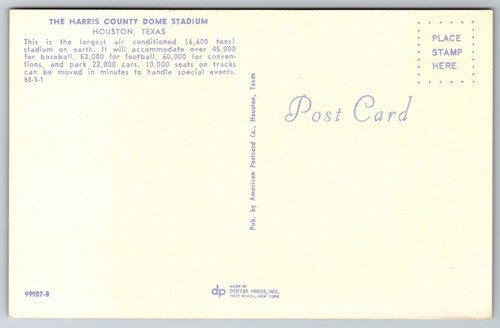 THE HARRIS COUNTY DOME STADIUM
HOUSTON, TEXAS
This is the largest air conditioned (6,600 tons)
stadium on earth. It will accommodate over 45,000
for baseball, 52,000 for football, 60,000 for conven-
tions, and park 22,000 cars. 10,000 seats on tracks
can be moved in minutes to handle special events.
65-5-1
PLACE
STAMP
HERE
Pub. by American Postcard Co., Houston, Texas
Post Card
99907-B
dp
MADE BY
DEXTER PRESS, INC.
WEST NYACK, NEW YORK